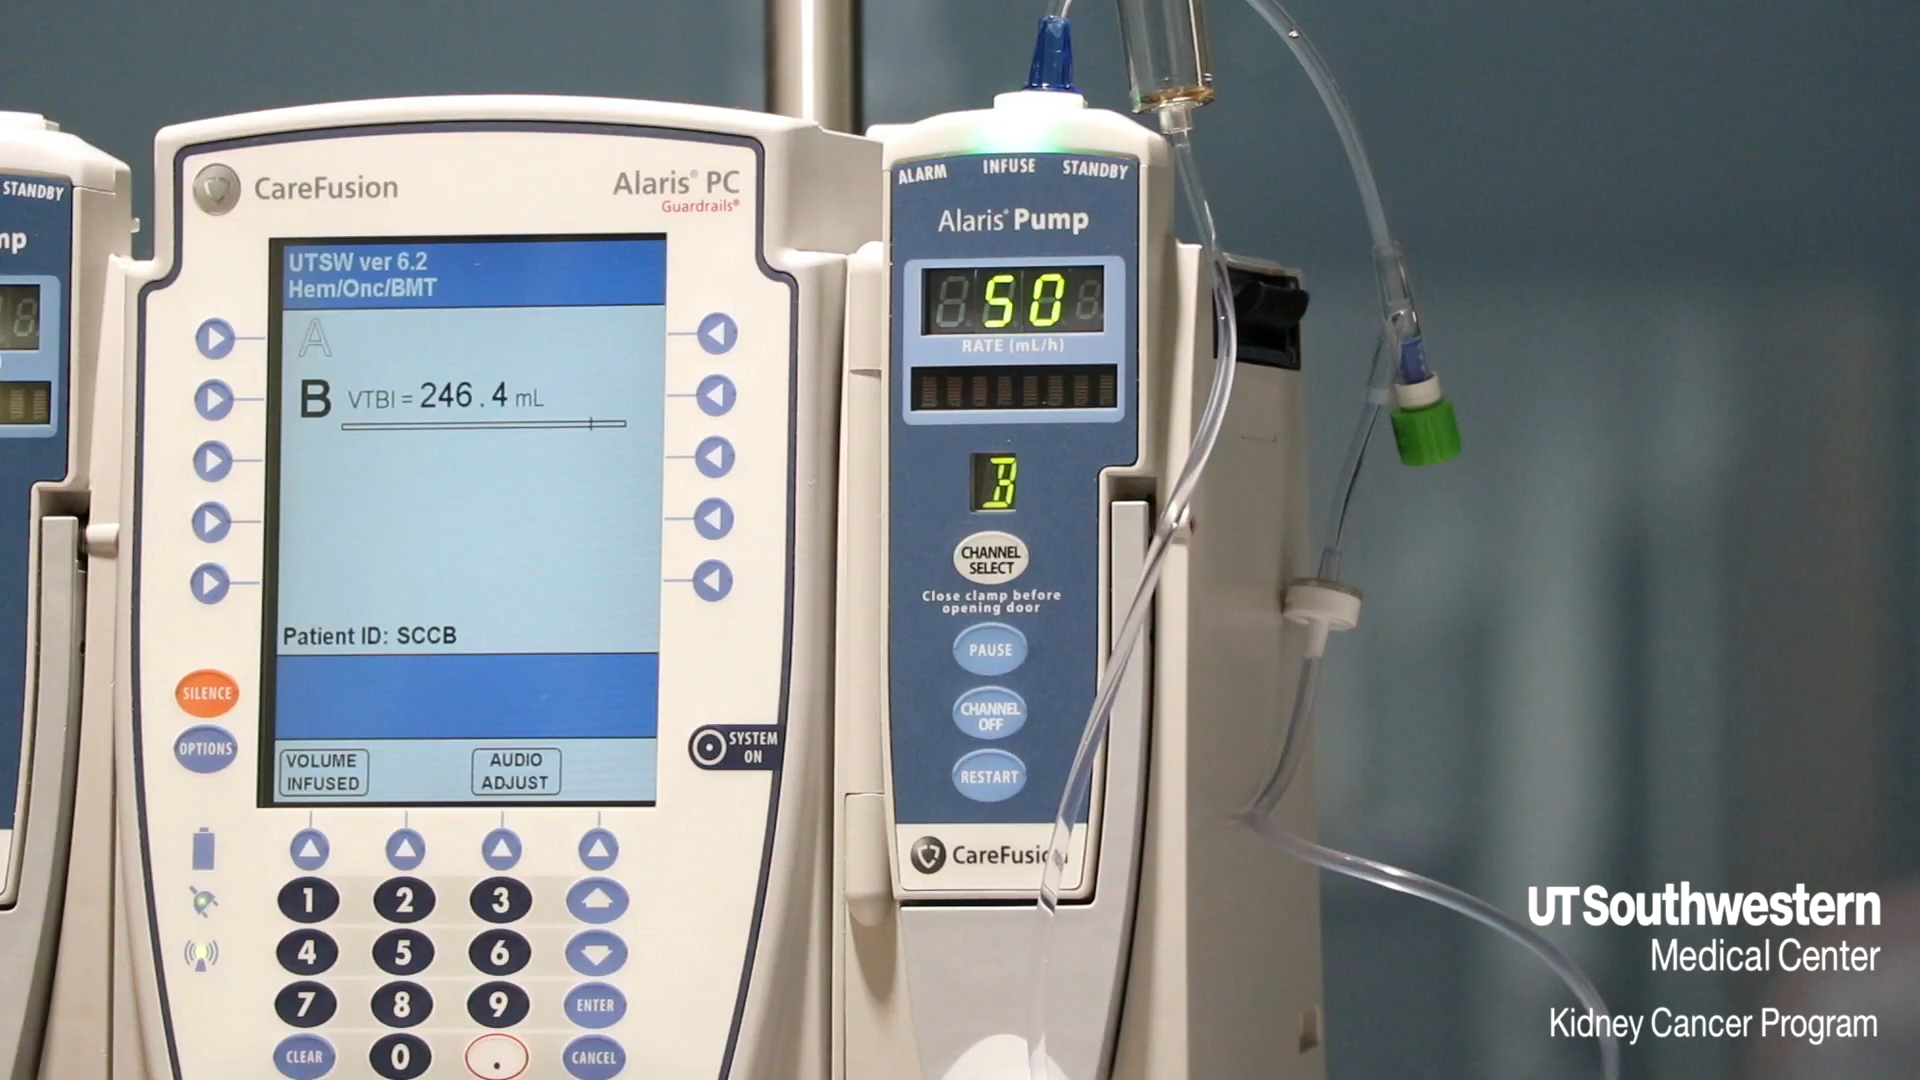 STANDBY
mp
CareFusion
Alaris® PC
Guardrails®
UTSW ver 6.2
Hem/Onc/BMT
A
B VTBI = 246.4 mL
Patient ID: SCCB
VOLUME
INFUSED
AUDIO
ADJUST
SILENCE
OPTIONS
SYSTEM
ON
1 2 3
4 5 6
7 8 9 ENTER
CLEAR 0 . CANCEL
ALARM INFUSE STANDBY
Alaris® Pump
50
RATE (mL/h)
B
CHANNEL
SELECT
Close clamp before
opening door
PAUSE
CHANNEL
OFF
RESTART
CareFusion
UTSouthwestern
Medical Center
Kidney Cancer Program